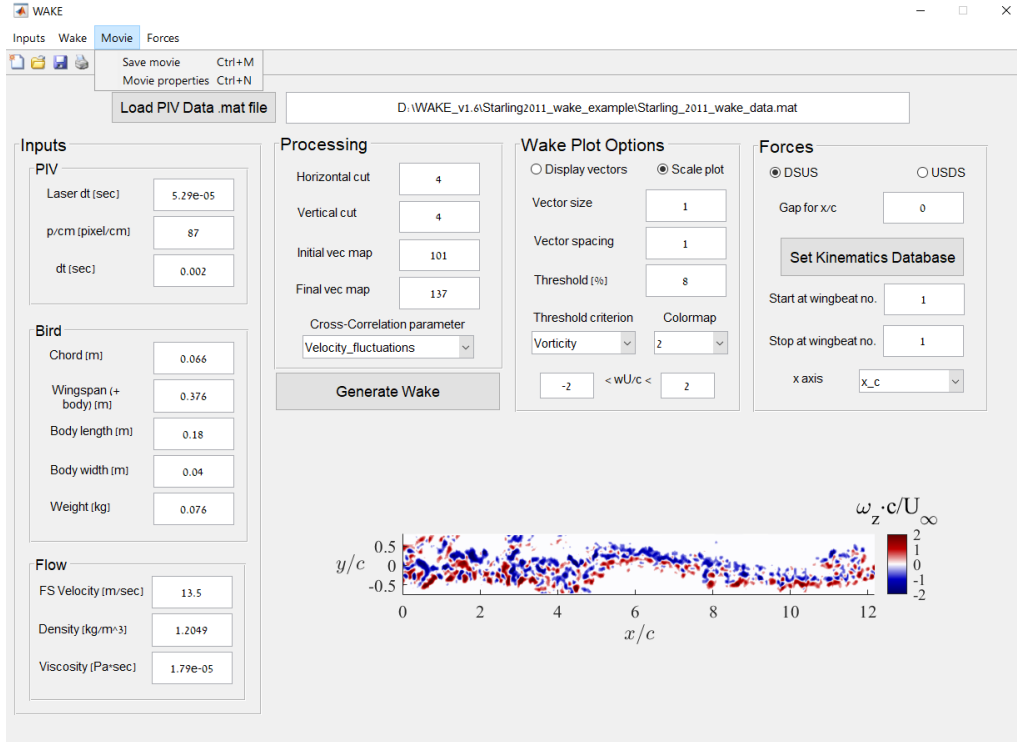 WAKE
Inputs Wake Movie Forces
Save movie Ctrl+M
Movie properties Ctrl+N
Load PIV Data .mat file
D:\WAKE_v1.6\Starling2011_wake_example\Starling_2011_wake_data.mat
Inputs
PIV
Laser dt [sec] 5.29e-05
p/cm [pixel/cm] 87
dt [sec] 0.002
Bird
Chord [m] 0.066
Wingspan (+
body) [m] 0.376
Body length [m] 0.18
Body width [m] 0.04
Weight [kg] 0.076
Flow
FS Velocity [m/sec] 13.5
Density [kg/m^3] 1.2049
Viscosity [Pa*sec] 1.79e-05
Processing
Horizontal cut 4
Vertical cut 4
Initial vec map 101
Final vec map 137
Cross-Correlation parameter
Velocity_fluctuations
Generate Wake
Wake Plot Options
Display vectors Scale plot
Vector size 1
Vector spacing 1
Threshold [%] 8
Threshold criterion Colormap
Vorticity 2
-2 < wU/c < 2
Forces
DSUS USDS
Gap for x/c 0
Set Kinematics Database
Start at wingbeat no. 1
Stop at wingbeat no. 1
x axis x_c
ω_z·c/U_∞
y/c
0.5
0
-0.5
0 2 4 6 8 10 12
x/c
2
1
0
-1
-2